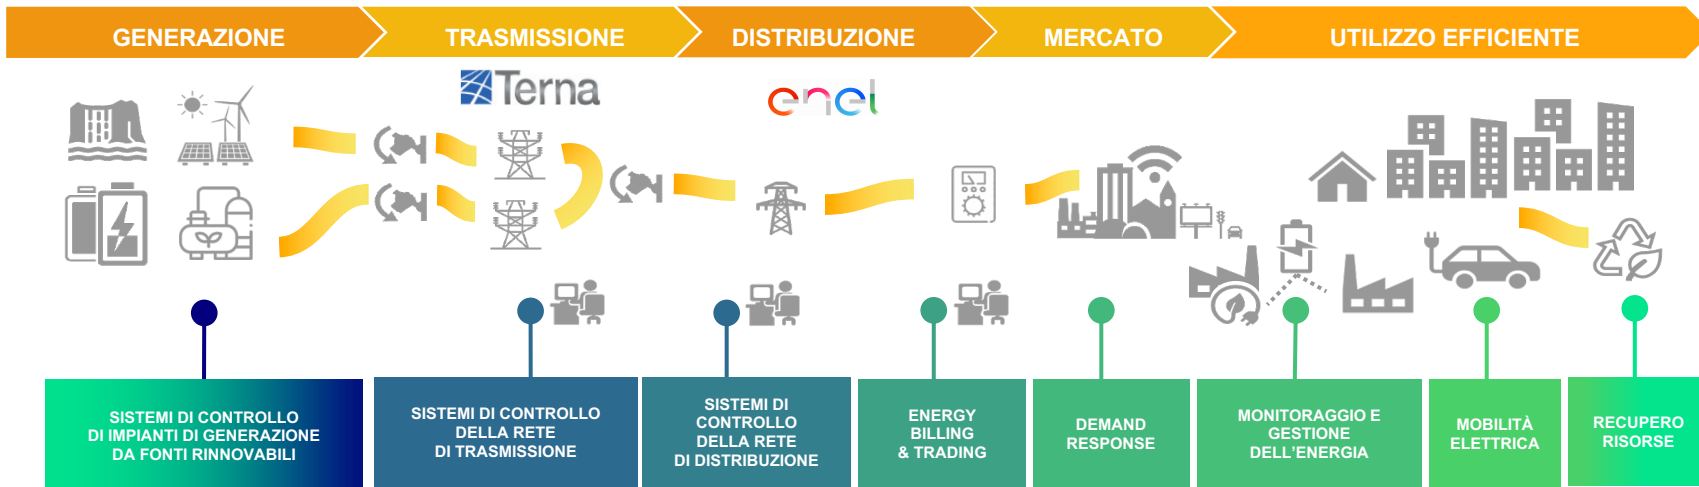 GENERAZIONE
TRASMISSIONE
DISTRIBUZIONE
MERCATO
UTILIZZO EFFICIENTE
Terna
enel
SISTEMI DI CONTROLLO
DI IMPIANTI DI GENERAZIONE
DA FONTI RINNOVABILI
SISTEMI DI CONTROLLO
DELLA RETE
DI TRASMISSIONE
SISTEMI DI
CONTROLLO
DELLA RETE
DI DISTRIBUZIONE
ENERGY
BILLING
& TRADING
DEMAND
RESPONSE
MONITORAGGIO E
GESTIONE
DELL'ENERGIA
MOBILITÀ
ELETTRICA
RECUPERO
RISORSE